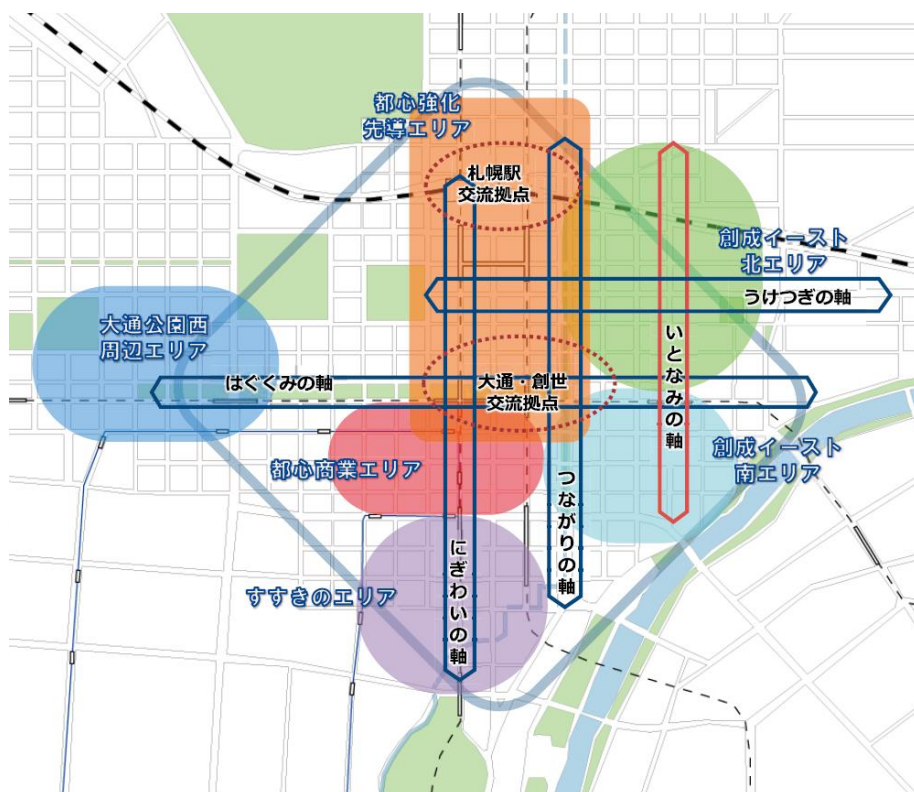 都心強化
先導エリア
札幌駅
交流拠点
創成イースト
北エリア
うけつぎの軸
大通公園西
周辺エリア
はぐくみの軸
大通・創世
交流拠点
いとなみの軸
都心商業エリア
創成イースト
南エリア
つながりの軸
にぎわいの軸
すすきのエリア